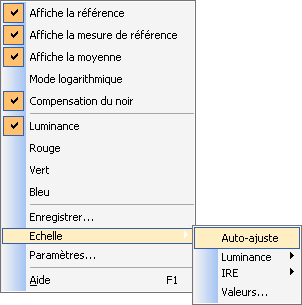 Affiche la référence
Affiche la mesure de référence
Affiche la moyenne
Mode logarithmique
Compensation du noir
Luminance
Rouge
Vert
Bleu
Enregistrer...
Echelle
Auto-ajuste
Paramètres...
Luminance
IRE
Aide F1
Valeurs...